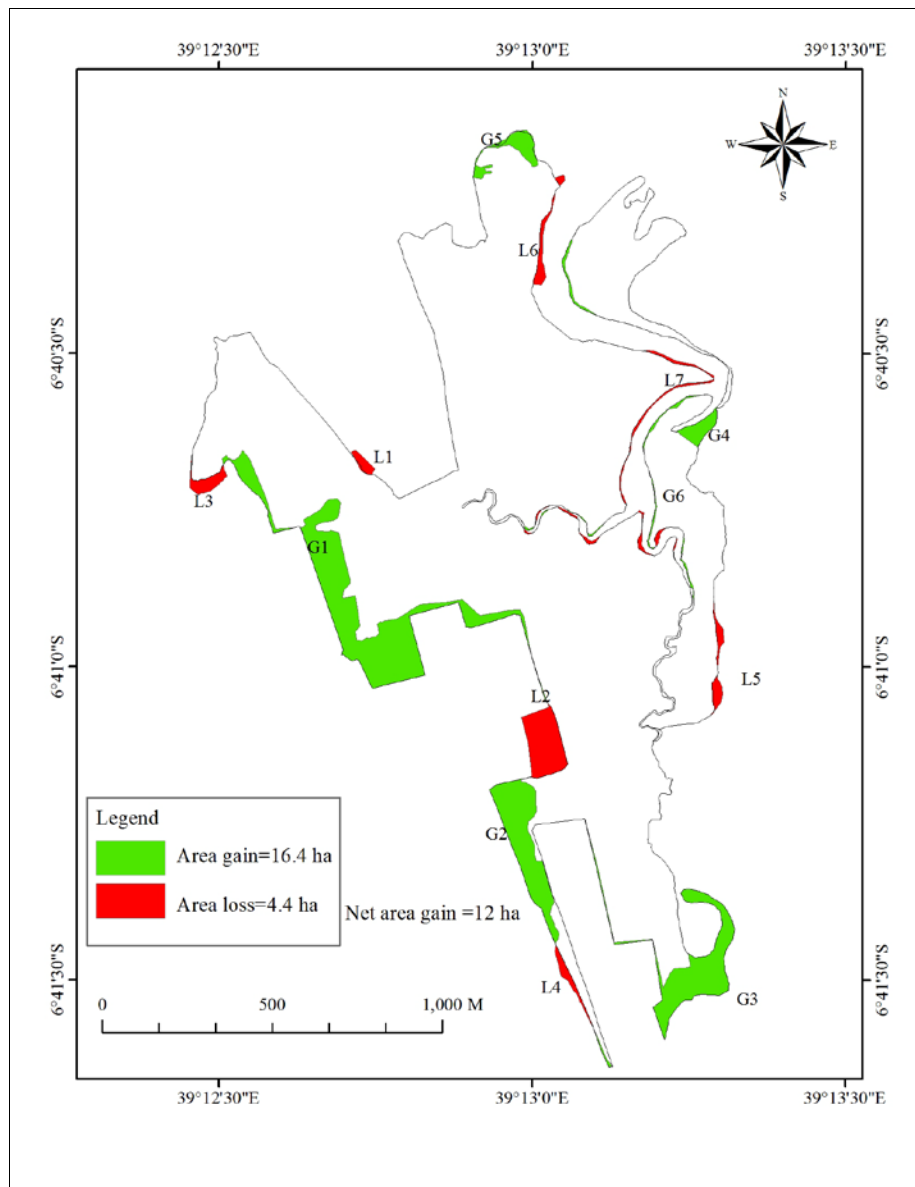 39°12'30"E 39°13'0"E 39°13'30"E
N
W E
S
G5
L6
6°40'30"S 6°40'30"S
L7
G4
L1
L3
G6
G1
6°41'0"S 6°41'0"S
L5
L2
Legend
G2
Area gain=16.4 ha
Area loss=4.4 ha
Net area gain =12 ha
6°41'30"S 6°41'30"S
L4
G3
0 500 1,000 M
39°12'30"E 39°13'0"E 39°13'30"E